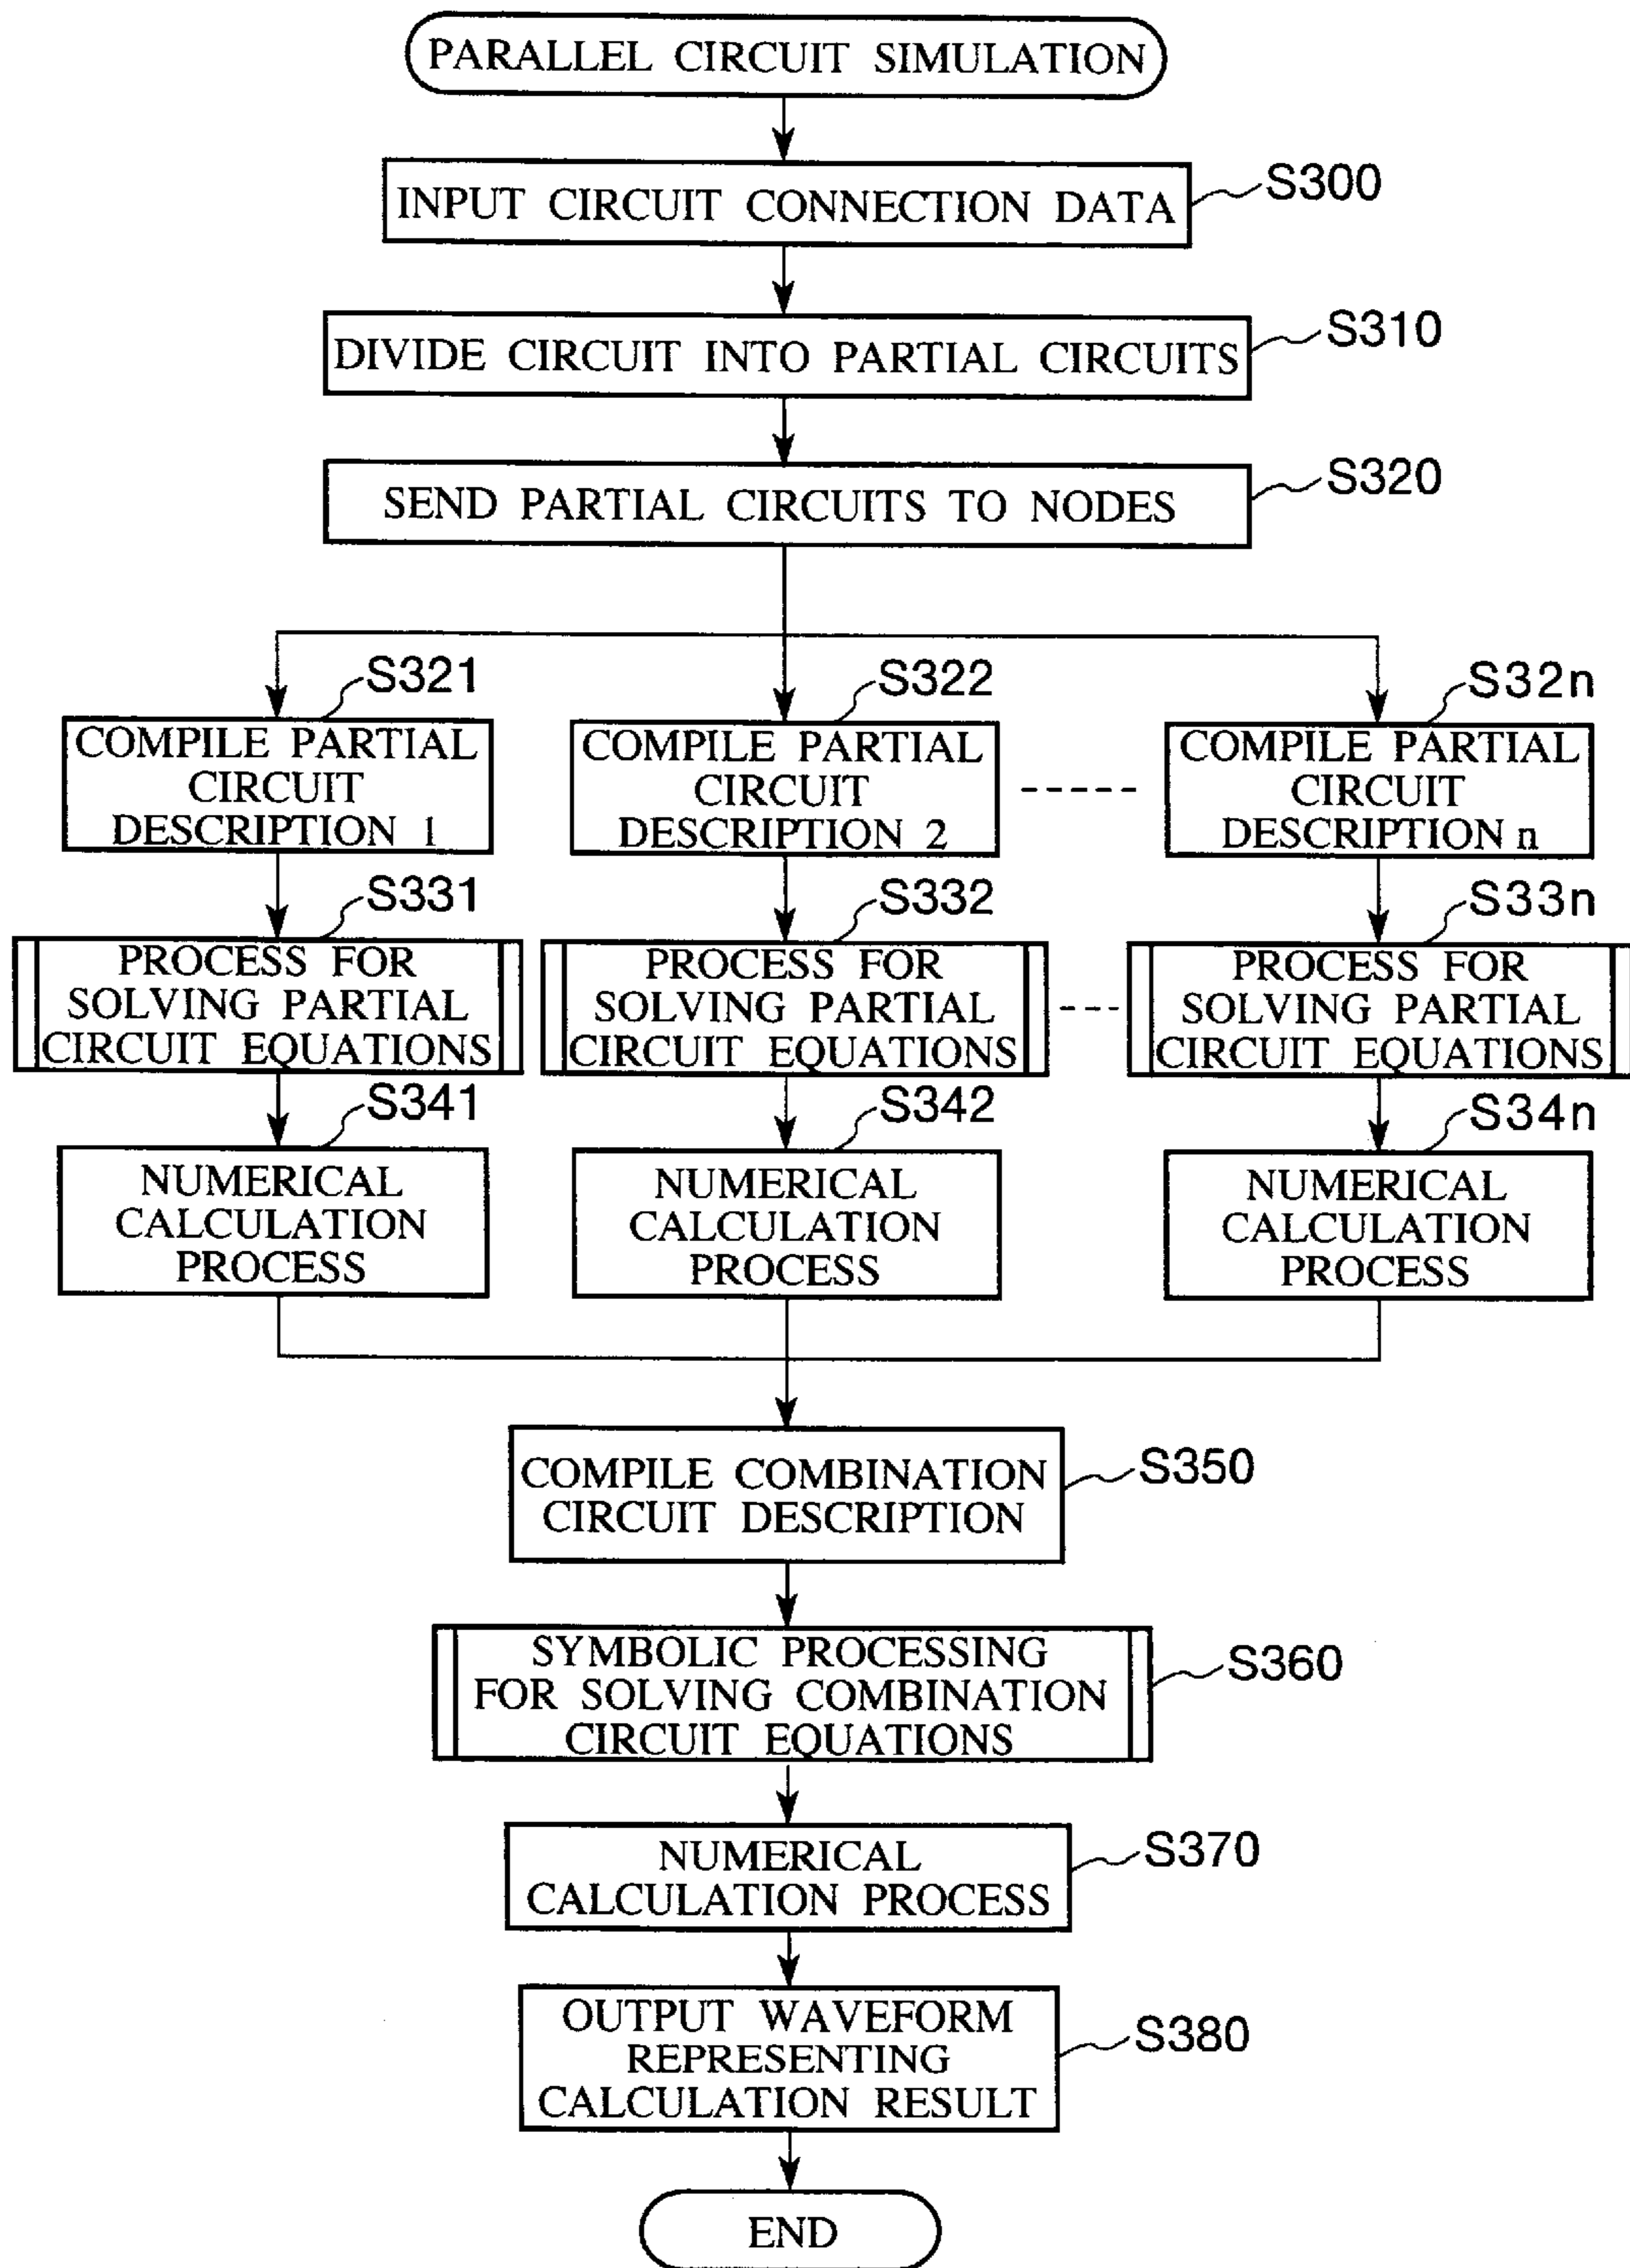 PARALLEL CIRCUIT SIMULATION
INPUT CIRCUIT CONNECTION DATA
S300
DIVIDE CIRCUIT INTO PARTIAL CIRCUITS
S310
SEND PARTIAL CIRCUITS TO NODES
S320
S321
COMPILE PARTIAL
CIRCUIT
DESCRIPTION 1
S322
COMPILE PARTIAL
CIRCUIT
DESCRIPTION 2
S32n
COMPILE PARTIAL
CIRCUIT
DESCRIPTION n
S331
PROCESS FOR
SOLVING PARTIAL
CIRCUIT EQUATIONS
S332
PROCESS FOR
SOLVING PARTIAL
CIRCUIT EQUATIONS
S33n
PROCESS FOR
SOLVING PARTIAL
CIRCUIT EQUATIONS
S341
NUMERICAL
CALCULATION
PROCESS
S342
NUMERICAL
CALCULATION
PROCESS
S34n
NUMERICAL
CALCULATION
PROCESS
COMPILE COMBINATION
CIRCUIT DESCRIPTION
S350
SYMBOLIC PROCESSING
FOR SOLVING COMBINATION
CIRCUIT EQUATIONS
S360
NUMERICAL
CALCULATION PROCESS
S370
OUTPUT WAVEFORM
REPRESENTING
CALCULATION RESULT
S380
END